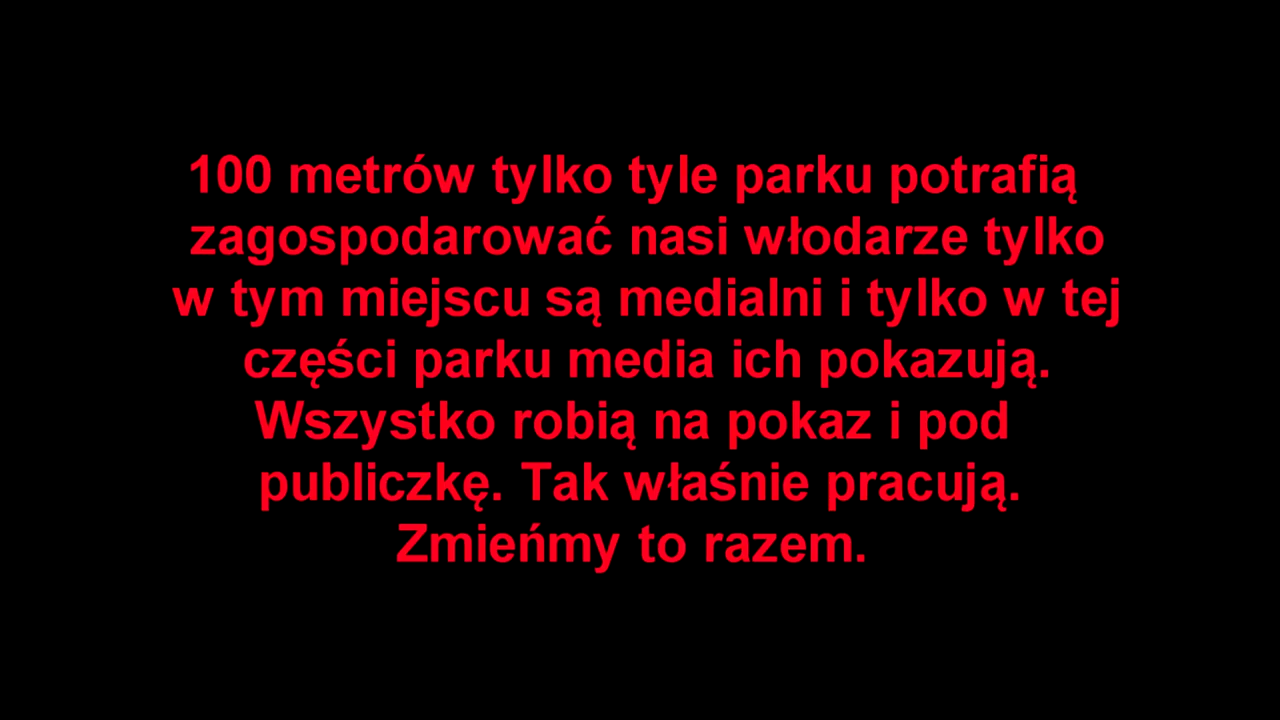 100 metrów tylko tyle parku potrafią
zagospodarować nasi włodarze tylko
w tym miejscu są medialni i tylko w tej
części parku media ich pokazują.
Wszystko robią na pokaz i pod
publiczkę. Tak właśnie pracują.
Zmieńmy to razem.